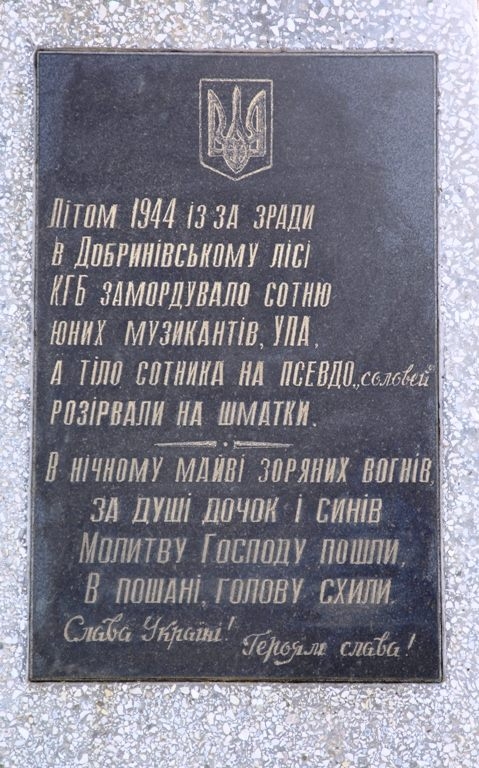 Літом 1944 із за зради
в Добринівському лісі
КГБ замордувало сотню
юних музикантів, УПА,
а тіло сотника на псевдо „соловей”
розірвали на шматки.
В нічному майві зоряних вогнів,
за душі дочок і синів
Молитву Господу пошли,
В пошані, голову схили.
Слава Україні!
Героям слава!